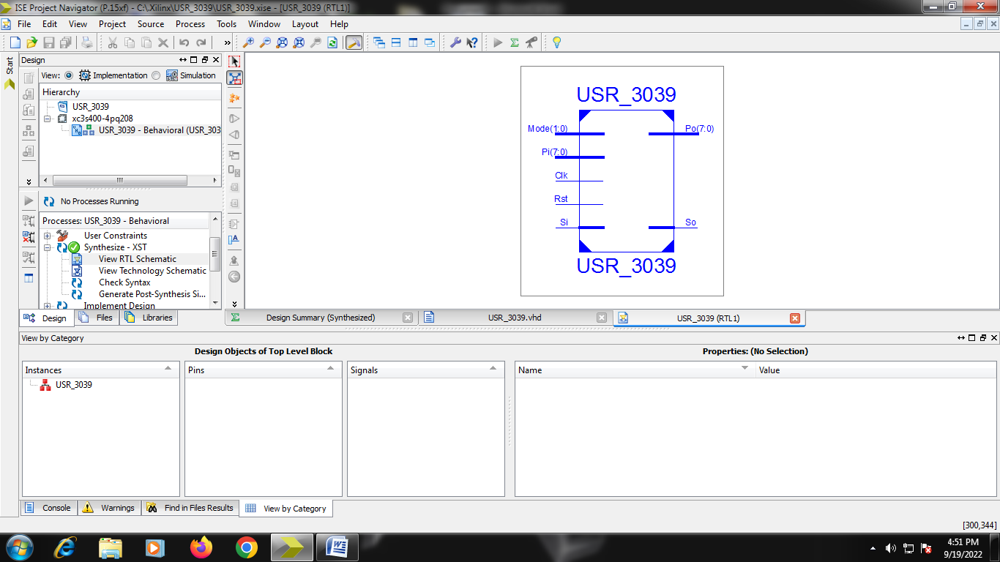 ISE Project Navigator (P.15xf) - C:\.Xilinx\USR_3039\USR_3039.xise - [USR_3039 (RTL1)]
File Edit View Project Source Process Tools Window Layout Help
»
Start
Design
View: Implementation Simulation
Hierarchy
USR_3039
xc3s400-4pq208
USR_3039 - Behavioral (USR_303
No Processes Running
Processes: USR_3039 - Behavioral
User Constraints
Synthesize - XST
View RTL Schematic
View Technology Schematic
Check Syntax
Generate Post-Synthesis Si...
Implement Design
Design Files Libraries
USR_3039
Mode(1:0) Po(7:0)
Pi(7:0)
Clk
Rst
Si So
USR_3039
Design Summary (Synthesized) USR_3039.vhd USR_3039 (RTL1)
View by Category
Design Objects of Top Level Block Properties: (No Selection)
Instances Pins Signals Name Value
USR_3039
Console Warnings Find in Files Results View by Category
[300,344]
4:51 PM
9/19/2022